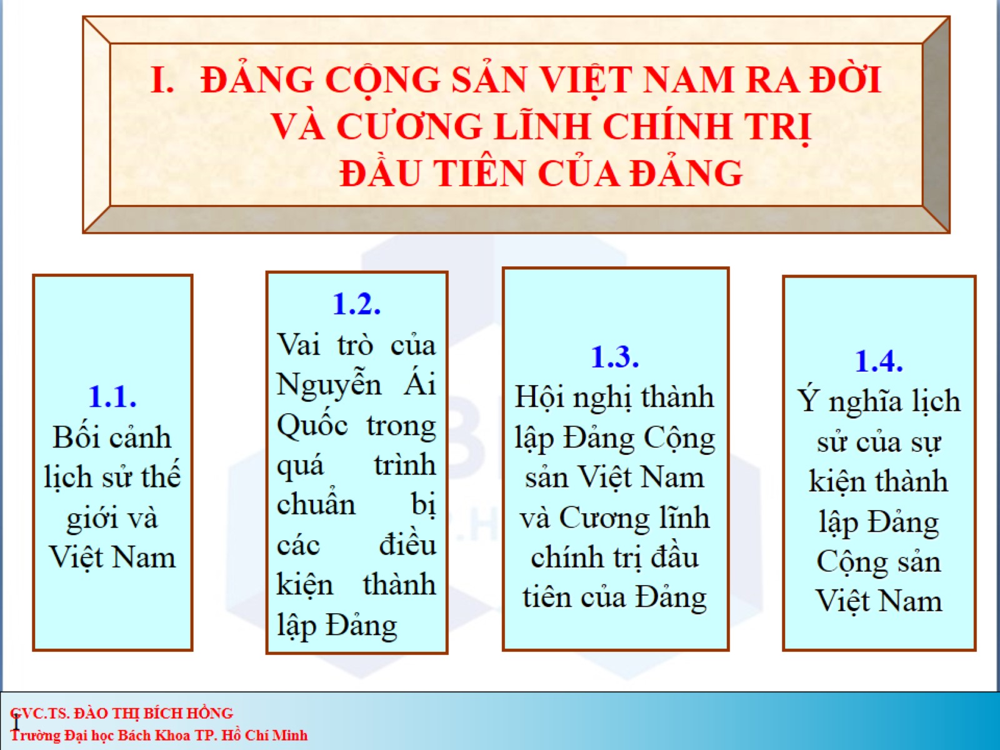 I. ĐẢNG CỘNG SẢN VIỆT NAM RA ĐỜI
VÀ CƯƠNG LĨNH CHÍNH TRỊ
ĐẦU TIÊN CỦA ĐẢNG
1.1.
Bối cảnh
lịch sử thế
giới và
Việt Nam
1.2.
Vai trò của
Nguyễn Ái
Quốc trong
quá trình
chuẩn bị
các điều
kiện thành
lập Đảng
1.3.
Hội nghị thành
lập Đảng Cộng
sản Việt Nam
và Cương lĩnh
chính trị đầu
tiên của Đảng
1.4.
Ý nghĩa lịch
sử của sự
kiện thành
lập Đảng
Cộng sản
Việt Nam
GVC.TS. ĐÀO THỊ BÍCH HỒNG
1
Trường Đại học Bách Khoa TP. Hồ Chí Minh